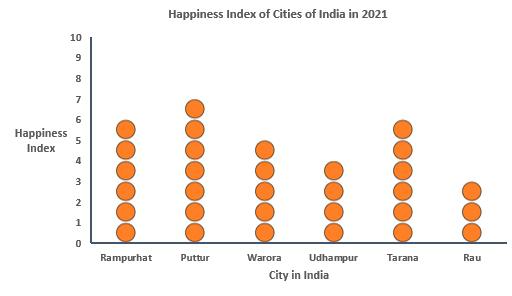 Happiness Index of Cities of India in 2021
10
9
8
7
6
5
4
3
2
1
0
Happiness
Index
Rampurhat Puttur Warora Udhampur Tarana Rau
City in India